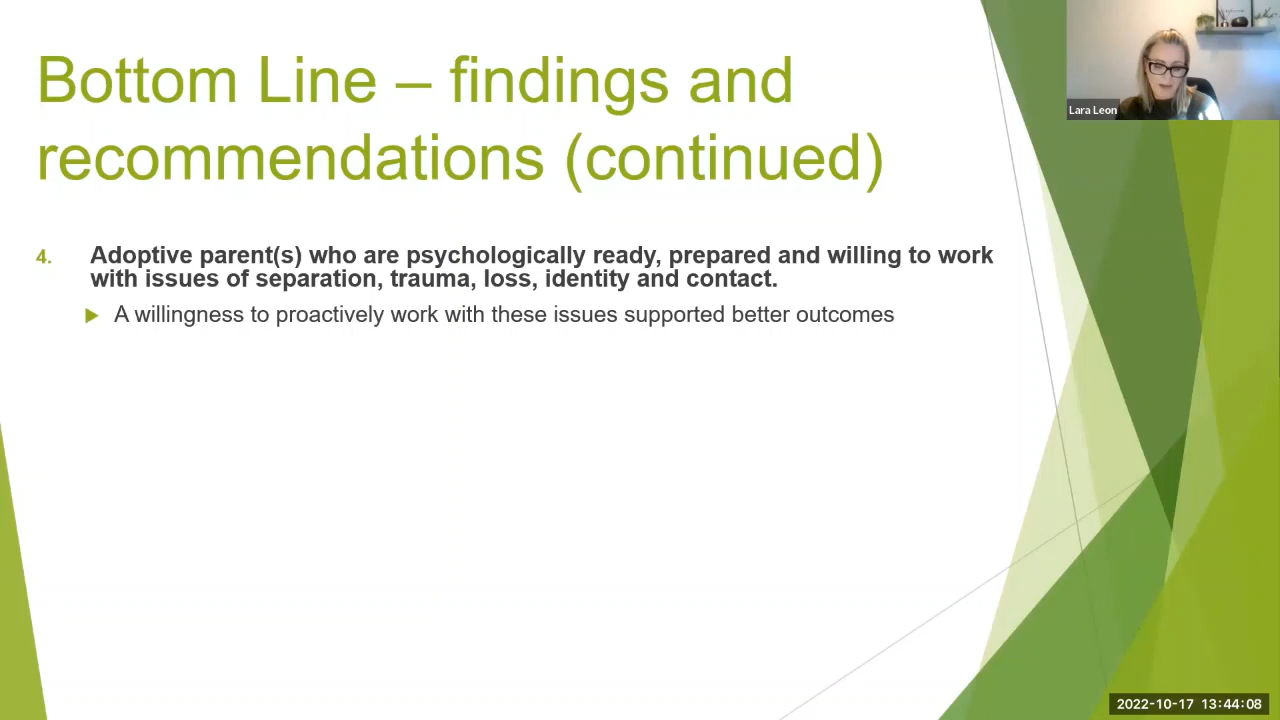 Bottom Line – findings and
recommendations (continued)
Lara Leon
4. Adoptive parent(s) who are psychologically ready, prepared and willing to work
with issues of separation, trauma, loss, identity and contact.
A willingness to proactively work with these issues supported better outcomes
2022-10-17 13:44:08